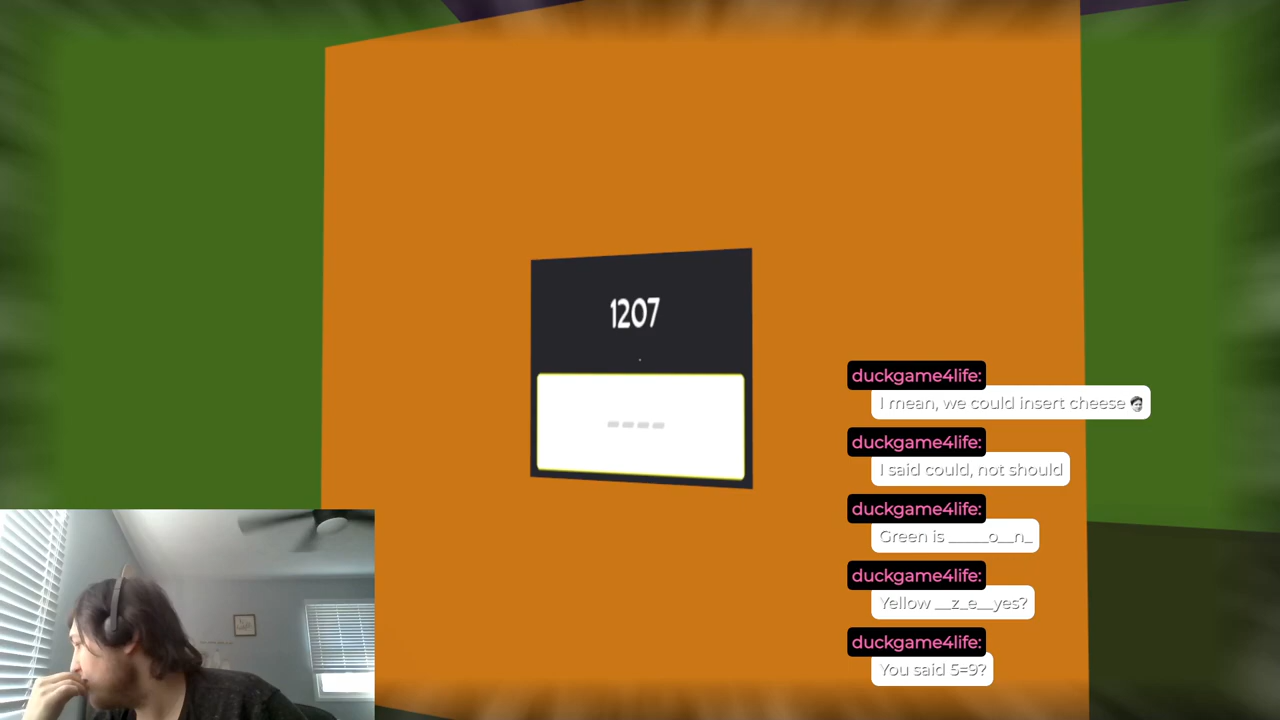 1207
duckgame4life:
I mean, we could insert cheese
duckgame4life:
I said could, not should
duckgame4life:
Green is _____o__n_
duckgame4life:
Yellow __z_e__yes?
duckgame4life:
You said 5=9?